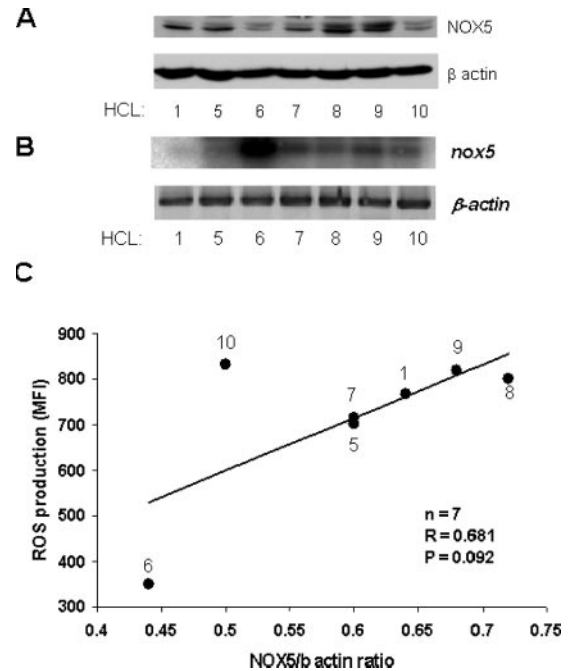 A
NOX5
β actin
HCL: 1 5 6 7 8 9 10
B
nox5
β-actin
HCL: 1 5 6 7 8 9 10
C
ROS production (MFI)
900
800
700
600
500
400
300
10
9
1
7
8
5
6
n = 7
R = 0.681
P = 0.092
0.4 0.45 0.5 0.55 0.6 0.65 0.7 0.75
NOX5/b actin ratio